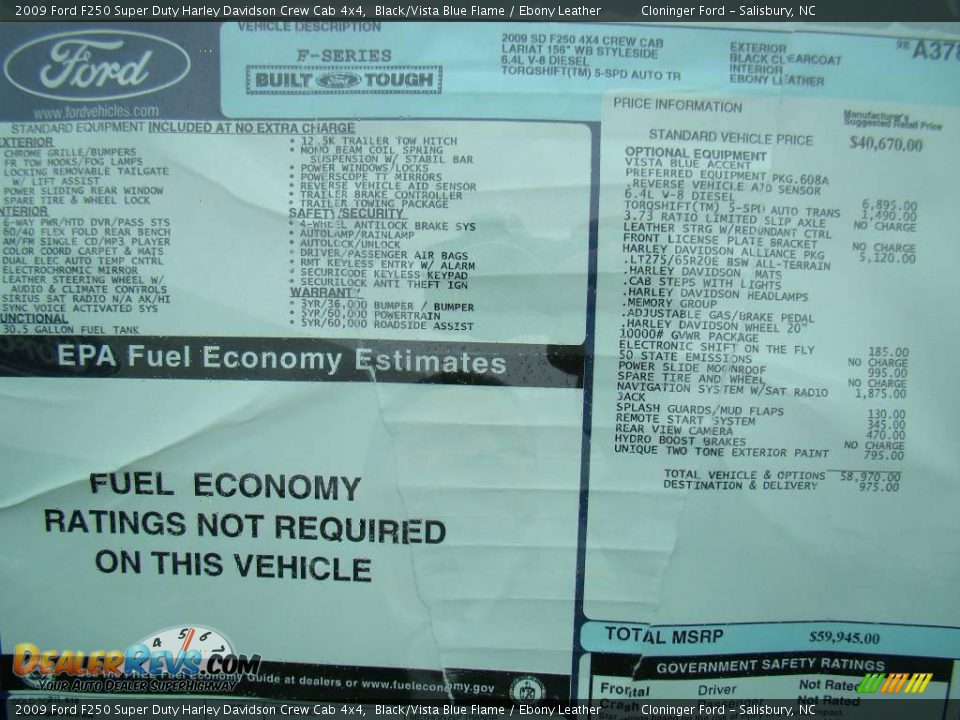 2009 Ford F250 Super Duty Harley Davidson Crew Cab 4x4, Black/Vista Blue Flame / Ebony Leather Cloninger Ford - Salisbury, NC
Ford
www.fordvehicles.com
VEHICLE DESCRIPTION
F-SERIES
BUILT Ford TOUGH
2009 SD F250 4X4 CREW CAB
LARIAT 156" WB STYLESIDE
6.4L V-8 DIESEL
TORQSHIFT(TM) 5-SPD AUTO TR
EXTERIOR
BLACK CLEARCOAT
INTERIOR
EBONY LEATHER
A378
STANDARD EQUIPMENT INCLUDED AT NO EXTRA CHARGE
EXTERIOR
CHROME GRILLE/BUMPERS
FR TOW HOOKS/FOG LAMPS
LOCKING REMOVABLE TAILGATE
W/ LIFT ASSIST
POWER SLIDING REAR WINDOW
SPARE TIRE & WHEEL LOCK
INTERIOR
6-WAY PWR/HTD DVR/PASS STS
60/40 FLEX FOLD REAR BENCH
AM/FM SINGLE CD/MP3 PLAYER
COLOR COORD CARPET & MATS
DUAL ELEC AUTO TEMP CNTRL
ELECTROCHROMIC MIRROR
LEATHER STEERING WHEEL W/
AUDIO & CLIMATE CONTROLS
SIRIUS SAT RADIO N/A AK/HI
SYNC VOICE ACTIVATED SYS
FUNCTIONAL
30.5 GALLON FUEL TANK
• 12.5K TRAILER TOW HITCH
• MONO BEAM COIL SPRING
SUSPENSION W/ STABIL BAR
• POWER WINDOWS/LOCKS
• POWERSCOPE TT MIRRORS
• REVERSE VEHICLE AID SENSOR
• TRAILER BRAKE CONTROLLER
• TRAILER TOWING PACKAGE
SAFETY/SECURITY
• 4-WHEEL ANTILOCK BRAKE SYS
• AUTOLAMP/RAINLAMP
• AUTOLOCK/UNLOCK
• DRIVER/PASSENGER AIR BAGS
• RMT KEYLESS ENTRY W/ ALARM
• SECURICODE KEYLESS KEYPAD
• SECURILOCK ANTI THEFT IGN
WARRANTY
• 3YR/36,000 BUMPER / BUMPER
• 5YR/60,000 POWERTRAIN
• 5YR/60,000 ROADSIDE ASSIST
EPA Fuel Economy Estimates
FUEL ECONOMY
RATINGS NOT REQUIRED
ON THIS VEHICLE
Fuel Economy Guide at dealers or www.fueleconomy.gov
PRICE INFORMATION
Manufacturer's
Suggested Retail Price
STANDARD VEHICLE PRICE $40,670.00
OPTIONAL EQUIPMENT
VISTA BLUE ACCENT
PREFERRED EQUIPMENT PKG.608A
.REVERSE VEHICLE AID SENSOR
6.4L V-8 DIESEL 6,895.00
TORQSHIFT(TM) 5-SPD AUTO TRANS 1,490.00
3.73 RATIO LIMITED SLIP AXLE NO CHARGE
LEATHER STRG W/REDUNDANT CTRL
FRONT LICENSE PLATE BRACKET NO CHARGE
HARLEY DAVIDSON ALLIANCE PKG 5,120.00
.LT275/65R20E BSW ALL-TERRAIN
.HARLEY DAVIDSON MATS
.CAB STEPS WITH LIGHTS
.HARLEY DAVIDSON HEADLAMPS
.MEMORY GROUP
.ADJUSTABLE GAS/BRAKE PEDAL
.HARLEY DAVIDSON WHEEL 20"
10000# GVWR PACKAGE
ELECTRONIC SHIFT ON THE FLY 185.00
50 STATE EMISSIONS NO CHARGE
POWER SLIDE MOONROOF 995.00
SPARE TIRE AND WHEEL NO CHARGE
NAVIGATION SYSTEM W/SAT RADIO 1,875.00
JACK
SPLASH GUARDS/MUD FLAPS 130.00
REMOTE START SYSTEM 345.00
REAR VIEW CAMERA 470.00
HYDRO BOOST BRAKES NO CHARGE
UNIQUE TWO TONE EXTERIOR PAINT 795.00
TOTAL VEHICLE & OPTIONS 58,970.00
DESTINATION & DELIVERY 975.00
TOTAL MSRP $59,945.00
GOVERNMENT SAFETY RATINGS
Frontal Driver Not Rated
Crash Not Rated
4 5 6 7
DEALERREVS.COM
Your Auto Dealer SuperHighway
2009 Ford F250 Super Duty Harley Davidson Crew Cab 4x4, Black/Vista Blue Flame / Ebony Leather Cloninger Ford - Salisbury, NC